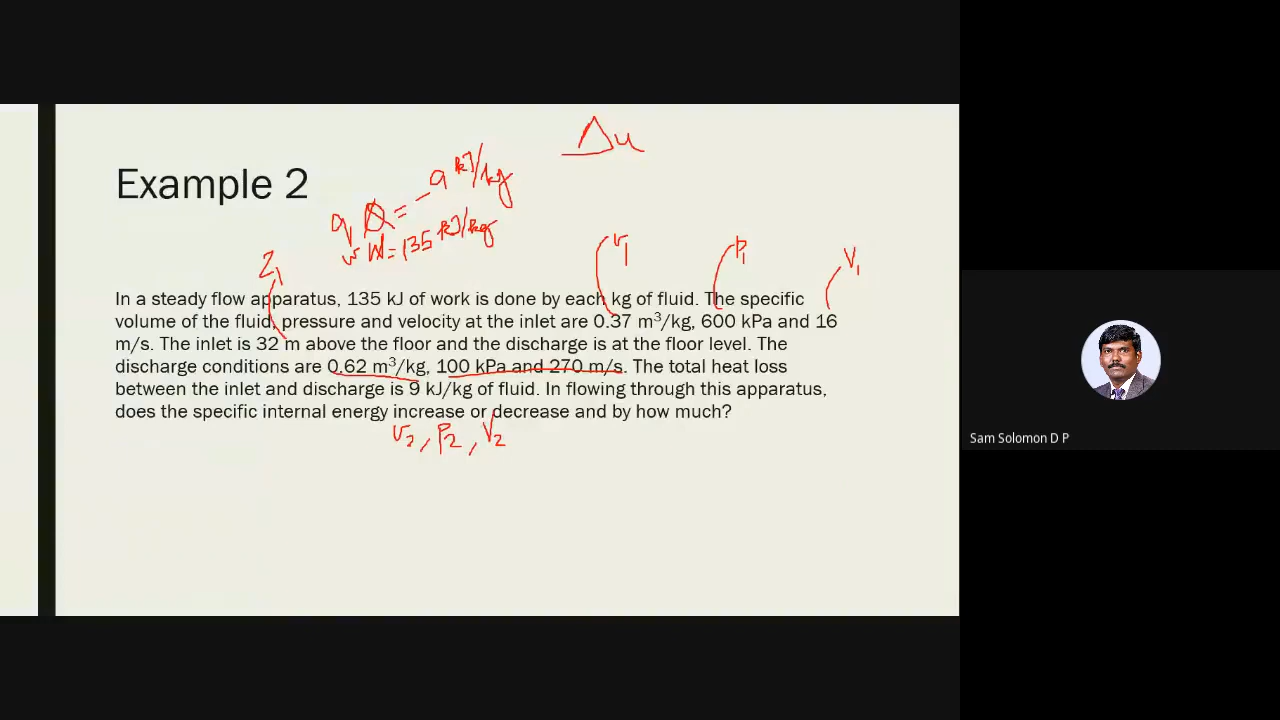 Δu
Example 2
q Q = -9 kJ/kg
w W = 135 kJ/kg
Z1
v1
P1
V1
In a steady flow apparatus, 135 kJ of work is done by each kg of fluid. The specific
volume of the fluid, pressure and velocity at the inlet are 0.37 m³/kg, 600 kPa and 16
m/s. The inlet is 32 m above the floor and the discharge is at the floor level. The
discharge conditions are 0.62 m³/kg, 100 kPa and 270 m/s. The total heat loss
between the inlet and discharge is 9 kJ/kg of fluid. In flowing through this apparatus,
does the specific internal energy increase or decrease and by how much?
v2, P2, V2
Sam Solomon D P